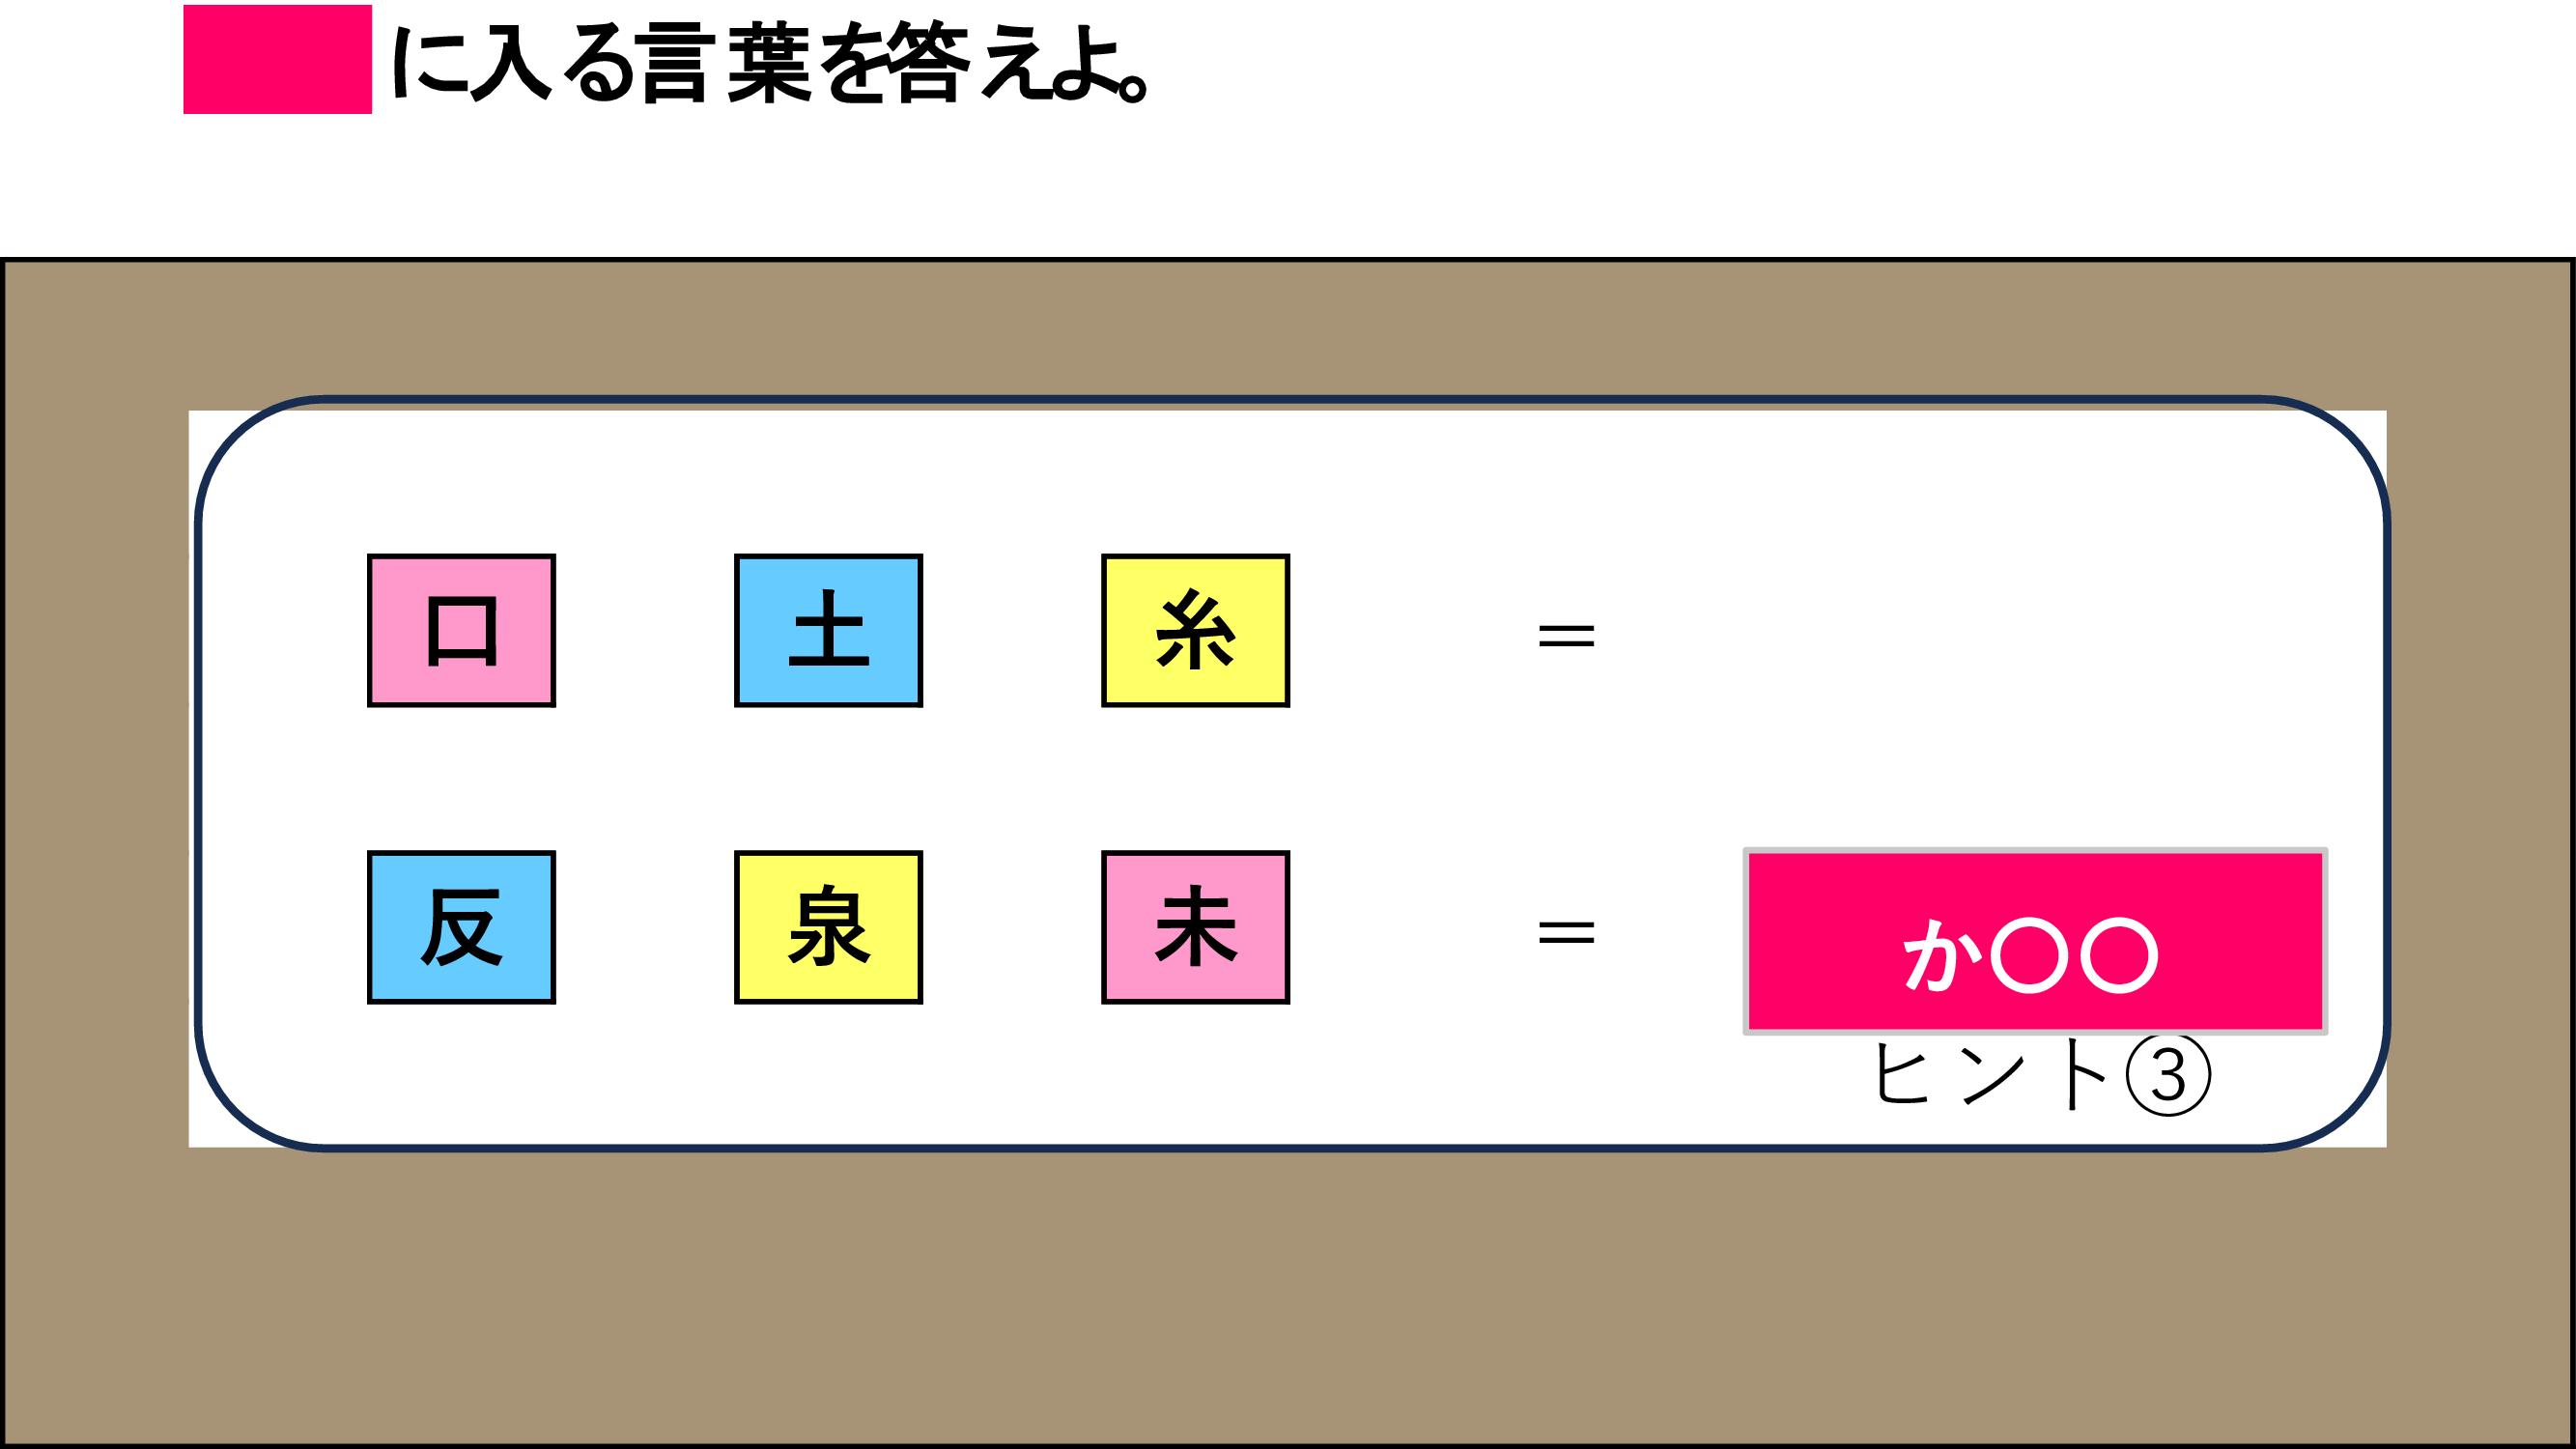 に入る言葉を答えよ。
口 土 糸 =
反 泉 未 = か〇〇
ヒント③